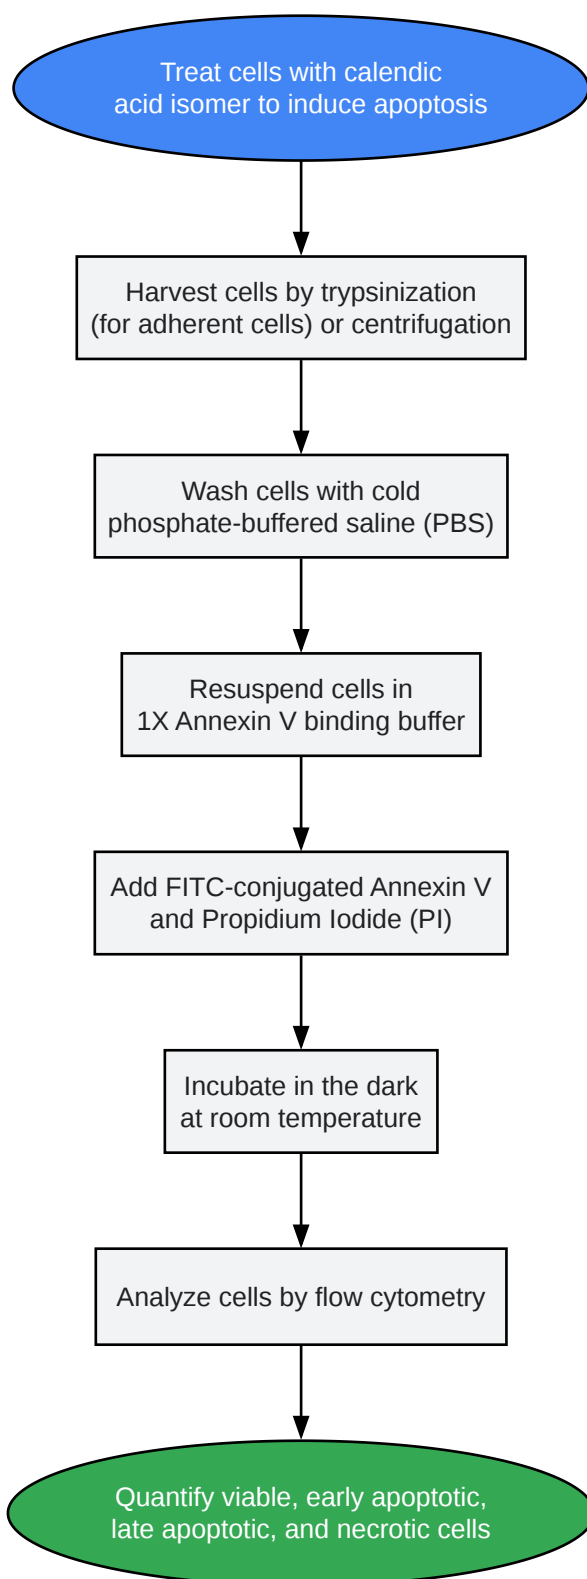 Treat cells with calendic
acid isomer to induce apoptosis
Harvest cells by trypsinization
(for adherent cells) or centrifugation
Wash cells with cold
phosphate-buffered saline (PBS)
Resuspend cells in
1X Annexin V binding buffer
Add FITC-conjugated Annexin V
and Propidium Iodide (PI)
Incubate in the dark
at room temperature
Analyze cells by flow cytometry
Quantify viable, early apoptotic,
late apoptotic, and necrotic cells